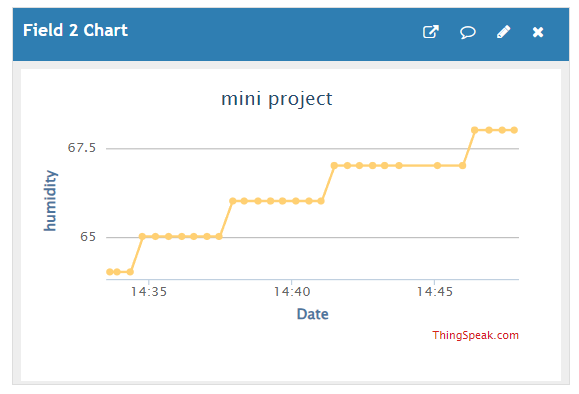 Field 2 Chart
mini project
67.5
65
humidity
14:35 14:40 14:45
Date
ThingSpeak.com